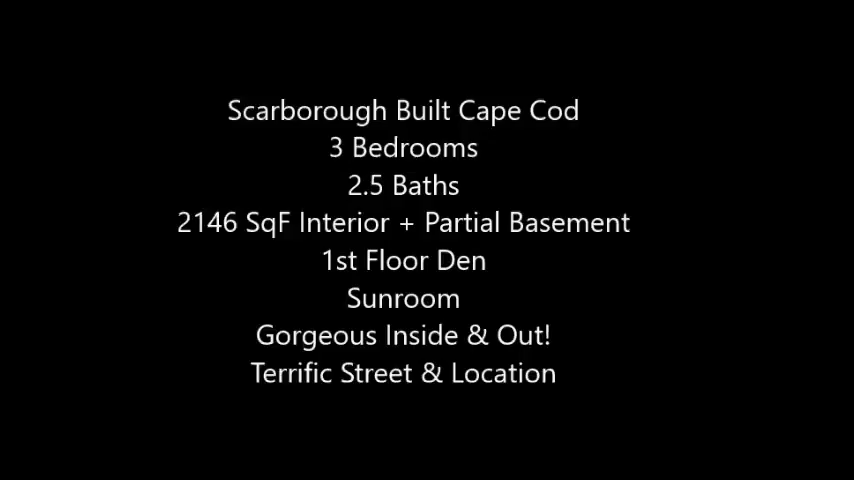 Scarborough Built Cape Cod
3 Bedrooms
2.5 Baths
2146 SqF Interior + Partial Basement
1st Floor Den
Sunroom
Gorgeous Inside & Out!
Terrific Street & Location